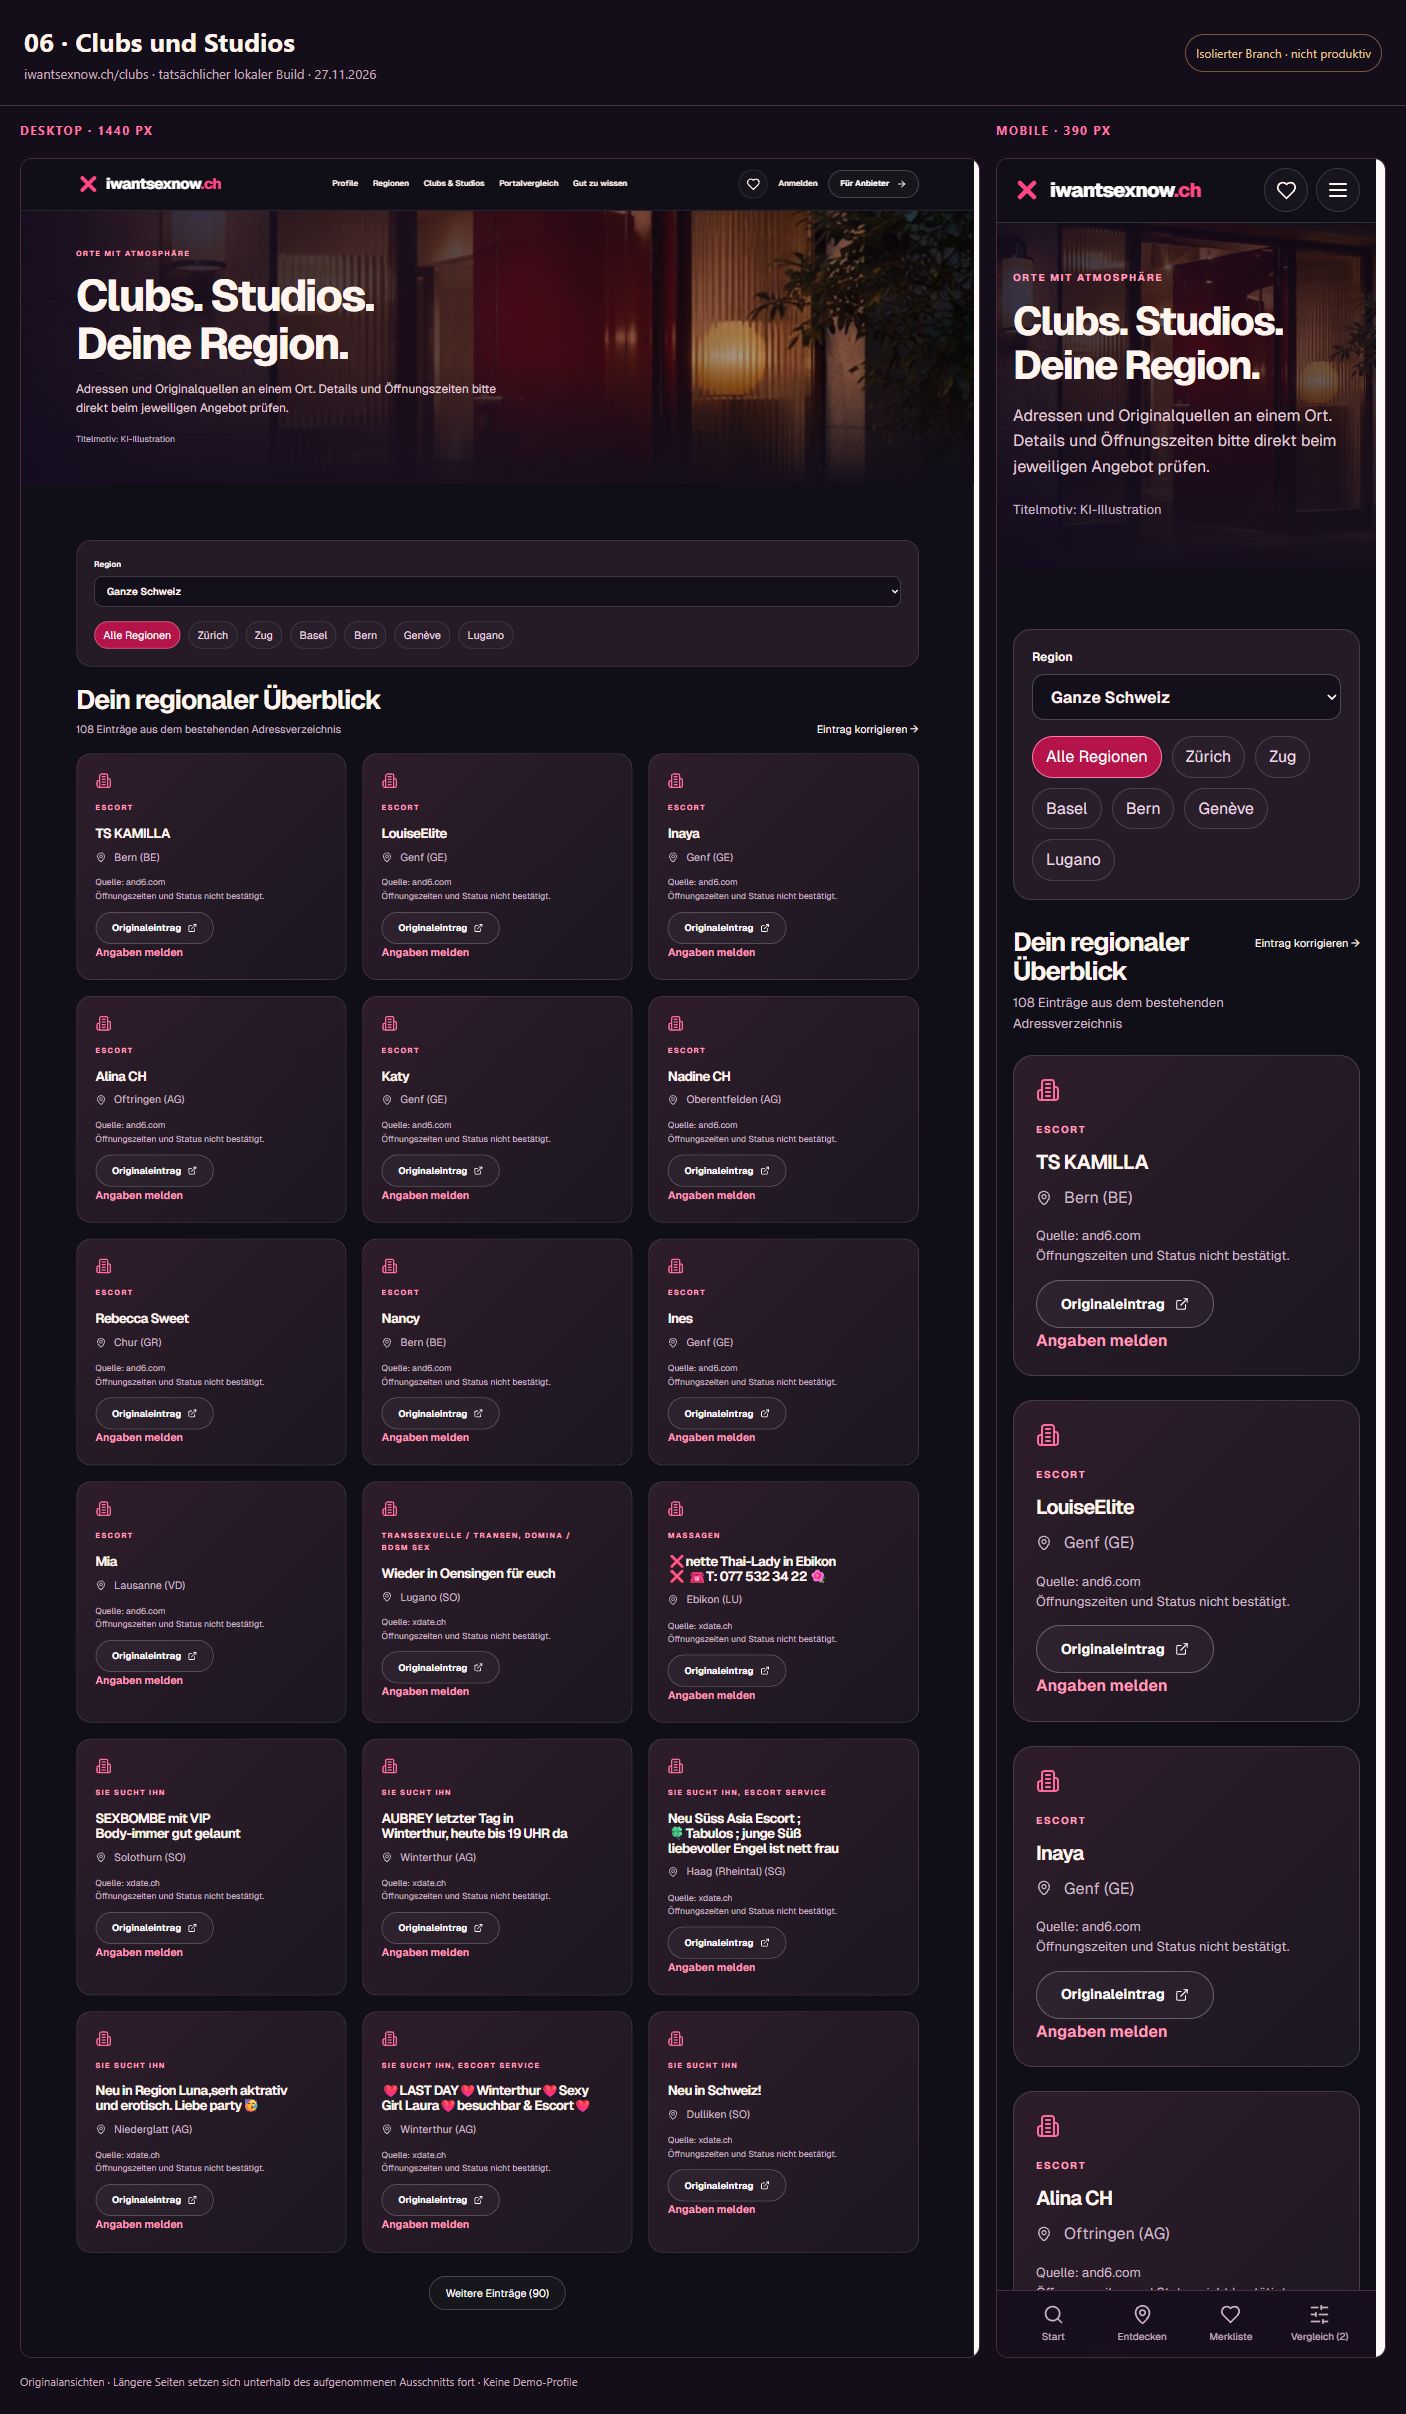 06 · Clubs und Studios
iwantsexnow.ch/clubs · tatsächlicher lokaler Build · 27.11.2026
Isolierter Branch · nicht produktiv
DESKTOP · 1440 PX
iwantsexnow.ch
Profile
Regionen
Clubs & Studios
Portalvergleich
Gut zu wissen
Anmelden
Für Anbieter →
ORTE MIT ATMOSPHÄRE
Clubs. Studios.
Deine Region.
Adressen und Originalquellen an einem Ort. Details und Öffnungszeiten bitte
direkt beim jeweiligen Angebot prüfen.
Titelmotiv: KI-Illustration
Region
Ganze Schweiz
Alle Regionen
Zürich
Zug
Basel
Bern
Genève
Lugano
Dein regionaler Überblick
108 Einträge aus dem bestehenden Adressverzeichnis
Eintrag korrigieren →
ESCORT
TS KAMILLA
Bern (BE)
Quelle: and6.com
Öffnungszeiten und Status nicht bestätigt.
Originaleintrag
Angaben melden
ESCORT
LouiseElite
Genf (GE)
Quelle: and6.com
Öffnungszeiten und Status nicht bestätigt.
Originaleintrag
Angaben melden
ESCORT
Inaya
Genf (GE)
Quelle: and6.com
Öffnungszeiten und Status nicht bestätigt.
Originaleintrag
Angaben melden
ESCORT
Alina CH
Oftringen (AG)
Quelle: and6.com
Öffnungszeiten und Status nicht bestätigt.
Originaleintrag
Angaben melden
ESCORT
Katy
Genf (GE)
Quelle: and6.com
Öffnungszeiten und Status nicht bestätigt.
Originaleintrag
Angaben melden
ESCORT
Nadine CH
Oberentfelden (AG)
Quelle: and6.com
Öffnungszeiten und Status nicht bestätigt.
Originaleintrag
Angaben melden
ESCORT
Rebecca Sweet
Chur (GR)
Quelle: and6.com
Öffnungszeiten und Status nicht bestätigt.
Originaleintrag
Angaben melden
ESCORT
Nancy
Bern (BE)
Quelle: and6.com
Öffnungszeiten und Status nicht bestätigt.
Originaleintrag
Angaben melden
ESCORT
Ines
Genf (GE)
Quelle: and6.com
Öffnungszeiten und Status nicht bestätigt.
Originaleintrag
Angaben melden
ESCORT
Mia
Lausanne (VD)
Quelle: and6.com
Öffnungszeiten und Status nicht bestätigt.
Originaleintrag
Angaben melden
TRANSSEXUELLE / TRANSEN, DOMINA /
BDSM SEX
Wieder in Oensingen für euch
Lugano (SO)
Quelle: xdate.ch
Öffnungszeiten und Status nicht bestätigt.
Originaleintrag
Angaben melden
MASSAGEN
❌nette Thai-Lady in Ebikon
❌ ☎️T: 077 532 34 22 🌸
Ebikon (LU)
Quelle: xdate.ch
Öffnungszeiten und Status nicht bestätigt.
Originaleintrag
Angaben melden
SIE SUCHT IHN
SEXBOMBE mit VIP
Body-immer gut gelaunt
Solothurn (SO)
Quelle: xdate.ch
Öffnungszeiten und Status nicht bestätigt.
Originaleintrag
Angaben melden
SIE SUCHT IHN
AUBREY letzter Tag in
Winterthur, heute bis 19 UHR da
Winterthur (AG)
Quelle: xdate.ch
Öffnungszeiten und Status nicht bestätigt.
Originaleintrag
Angaben melden
SIE SUCHT IHN, ESCORT SERVICE
Neu Süss Asia Escort ;
🍀Tabulos ; junge Süß
liebevoller Engel ist nett frau
Haag (Rheintal) (SG)
Quelle: xdate.ch
Öffnungszeiten und Status nicht bestätigt.
Originaleintrag
Angaben melden
SIE SUCHT IHN
Neu in Region Luna,serh aktrativ
und erotisch. Liebe party🥳
Niederglatt (AG)
Quelle: xdate.ch
Öffnungszeiten und Status nicht bestätigt.
Originaleintrag
Angaben melden
SIE SUCHT IHN, ESCORT SERVICE
❤️LAST DAY❤️Winterthur❤️Sexy
Girl Laura❤️besuchbar & Escort❤️
Winterthur (AG)
Quelle: xdate.ch
Öffnungszeiten und Status nicht bestätigt.
Originaleintrag
Angaben melden
SIE SUCHT IHN
Neu in Schweiz!
Dulliken (SO)
Quelle: xdate.ch
Öffnungszeiten und Status nicht bestätigt.
Originaleintrag
Angaben melden
Weitere Einträge (90)
MOBILE · 390 PX
iwantsexnow.ch
ORTE MIT ATMOSPHÄRE
Clubs. Studios.
Deine Region.
Adressen und Originalquellen an einem Ort.
Details und Öffnungszeiten bitte direkt beim
jeweiligen Angebot prüfen.
Titelmotiv: KI-Illustration
Region
Ganze Schweiz
Alle Regionen
Zürich
Zug
Basel
Bern
Genève
Lugano
Dein regionaler
Überblick
Eintrag korrigieren →
108 Einträge aus dem bestehenden
Adressverzeichnis
ESCORT
TS KAMILLA
Bern (BE)
Quelle: and6.com
Öffnungszeiten und Status nicht bestätigt.
Originaleintrag
Angaben melden
ESCORT
LouiseElite
Genf (GE)
Quelle: and6.com
Öffnungszeiten und Status nicht bestätigt.
Originaleintrag
Angaben melden
ESCORT
Inaya
Genf (GE)
Quelle: and6.com
Öffnungszeiten und Status nicht bestätigt.
Originaleintrag
Angaben melden
ESCORT
Alina CH
Oftringen (AG)
Quelle: and6.com
Start
Entdecken
Merkliste
Vergleich (2)
Originalansichten · Längere Seiten setzen sich unterhalb des aufgenommenen Ausschnitts fort · Keine Demo-Profile